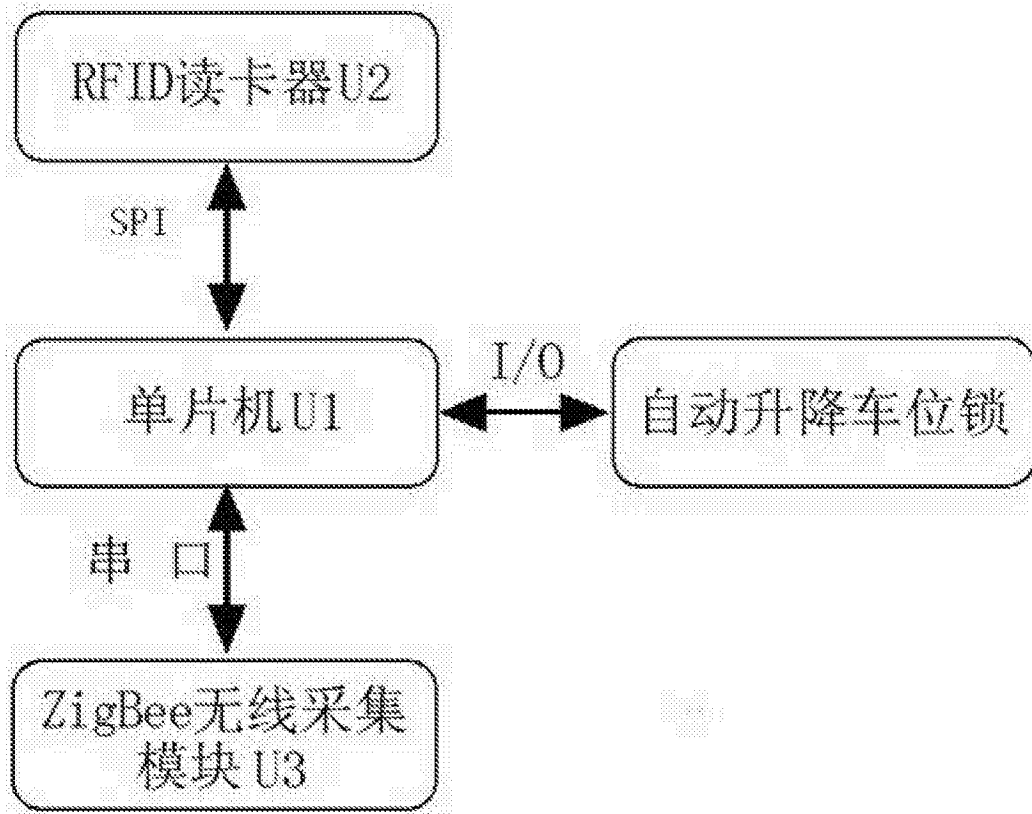 RFID读卡器U2
SPI
单片机U1
I/O
自动升降车位锁
串 口
ZigBee无线采集
模块U3